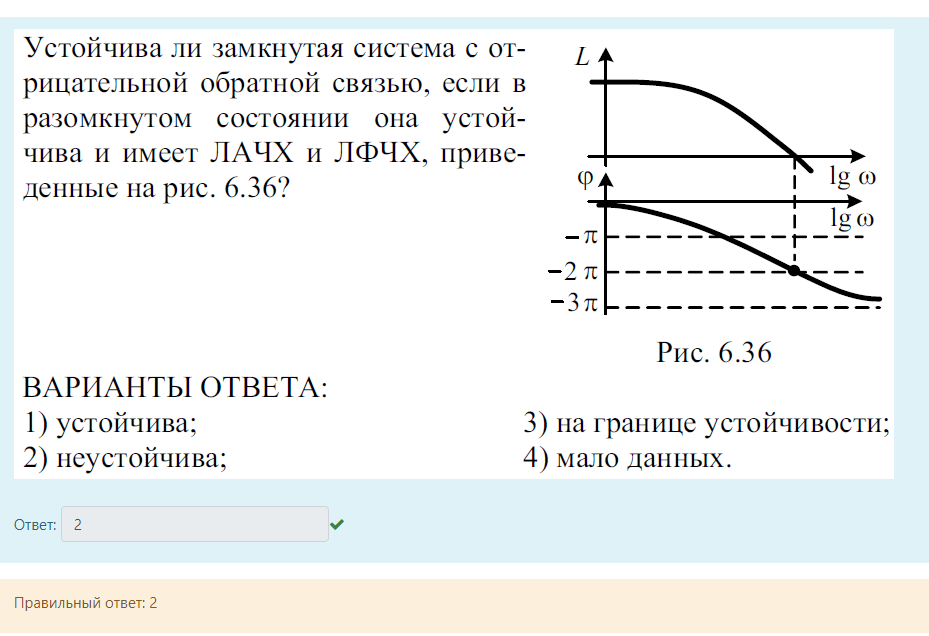 Устойчива ли замкнутая система с от-
рицательной обратной связью, если в
разомкнутом состоянии она устой-
чива и имеет ЛАЧХ и ЛФЧХ, приве-
денные на рис. 6.36?
L
lg ω
φ
lg ω
−π
−2 π
−3π
Рис. 6.36
ВАРИАНТЫ ОТВЕТА:
1) устойчива;
3) на границе устойчивости;
2) неустойчива;
4) мало данных.
Ответ: 2
Правильный ответ: 2